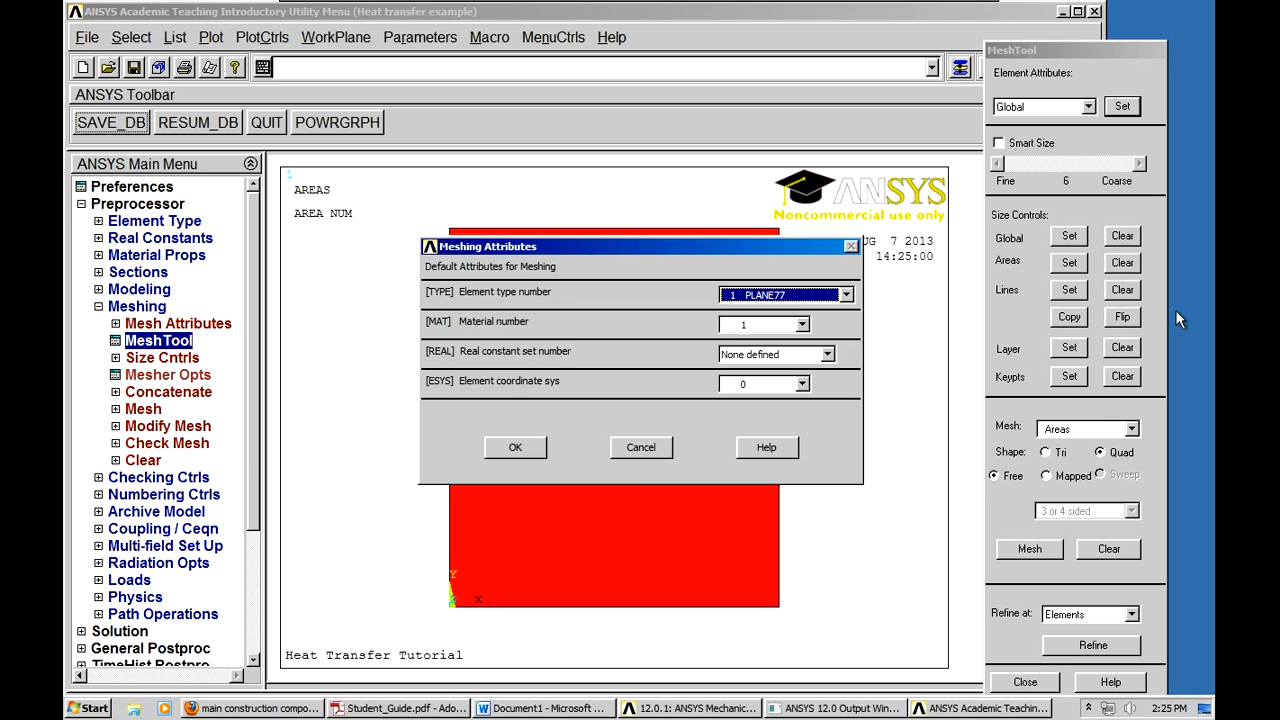 ANSYS Academic Teaching Introductory Utility Menu (Heat transfer example)
File Select List Plot PlotCtrls WorkPlane Parameters Macro MenuCtrls Help
ANSYS Toolbar
SAVE_DB RESUM_DB QUIT POWRGRPH
ANSYS Main Menu
Preferences
Preprocessor
Element Type
Real Constants
Material Props
Sections
Modeling
Meshing
Mesh Attributes
MeshTool
Size Cntrls
Mesher Opts
Concatenate
Mesh
Modify Mesh
Check Mesh
Clear
Checking Ctrls
Numbering Ctrls
Archive Model
Coupling / Ceqn
Multi-field Set Up
Radiation Opts
Loads
Physics
Path Operations
Solution
General Postproc
TimeHist Postpro
1
AREAS
AREA NUM
ANSYS
Noncommercial use only
UG 7 2013
14:25:00
Meshing Attributes
Default Attributes for Meshing
[TYPE] Element type number 1 PLANE77
[MAT] Material number 1
[REAL] Real constant set number None defined
[ESYS] Element coordinate sys 0
OK Cancel Help
Y
X
Heat Transfer Tutorial
MeshTool
Element Attributes:
Global Set
Smart Size
Fine 6 Coarse
Size Controls:
Global Set Clear
Areas Set Clear
Lines Set Clear
Copy Flip
Layer Set Clear
Keypts Set Clear
Mesh: Areas
Shape: Tri Quad
Free Mapped Sweep
3 or 4 sided
Mesh Clear
Refine at: Elements
Refine
Close Help
Start main construction compo... Student_Guide.pdf - Ado... Document1 - Microsoft ... 12.0.1: ANSYS Mechanic... ANSYS 12.0 Output Win... ANSYS Academic Teachin... 2:25 PM